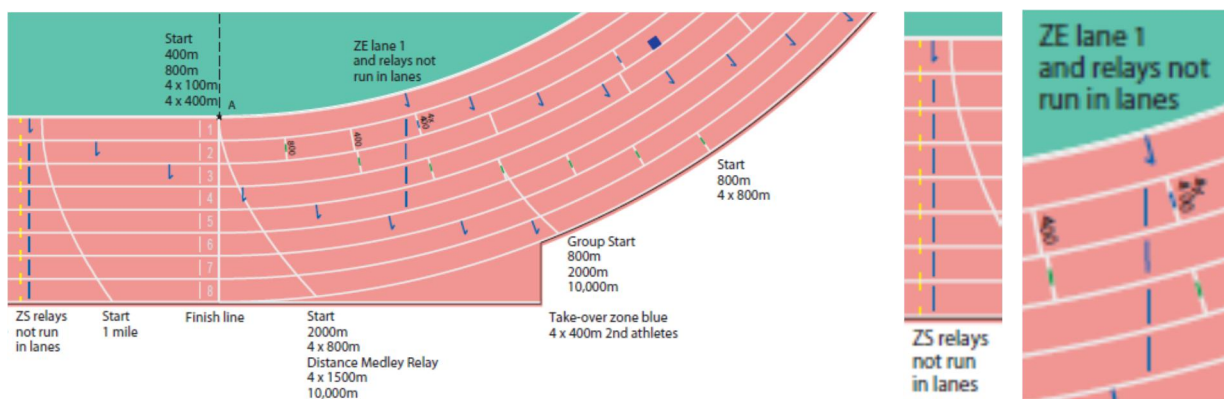 Start
400m
800m
4 x 100m
4 x 400m
A
ZE lane 1
and relays not
run in lanes
1
2
3
4
5
6
7
8
800
400
4x
400
Start
800m
4 x 800m
Group Start
800m
2000m
10,000m
Take-over zone blue
4 x 400m 2nd athletes
ZS relays
not run
in lanes
Start
1 mile
Finish line
Start
2000m
4 x 800m
Distance Medley Relay
4 x 1500m
10,000m
ZS relays
not run
in lanes
ZE lane 1
and relays not
run in lanes
400
4x
400